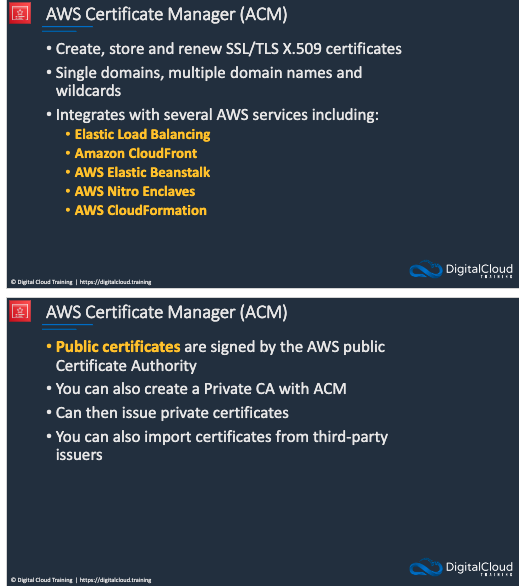 AWS Certificate Manager (ACM)
• Create, store and renew SSL/TLS X.509 certificates
• Single domains, multiple domain names and
wildcards
• Integrates with several AWS services including:
• Elastic Load Balancing
• Amazon CloudFront
• AWS Elastic Beanstalk
• AWS Nitro Enclaves
• AWS CloudFormation
DigitalCloud
TRAINING
© Digital Cloud Training | https://digitalcloud.training
AWS Certificate Manager (ACM)
• Public certificates are signed by the AWS public
Certificate Authority
• You can also create a Private CA with ACM
• Can then issue private certificates
• You can also import certificates from third-party
issuers
DigitalCloud
TRAINING
© Digital Cloud Training | https://digitalcloud.training